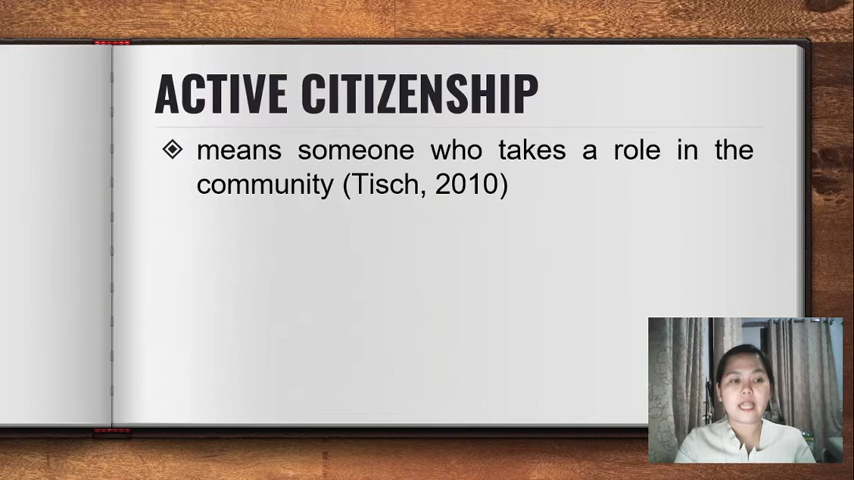 ACTIVE CITIZENSHIP
means someone who takes a role in the
community (Tisch, 2010)